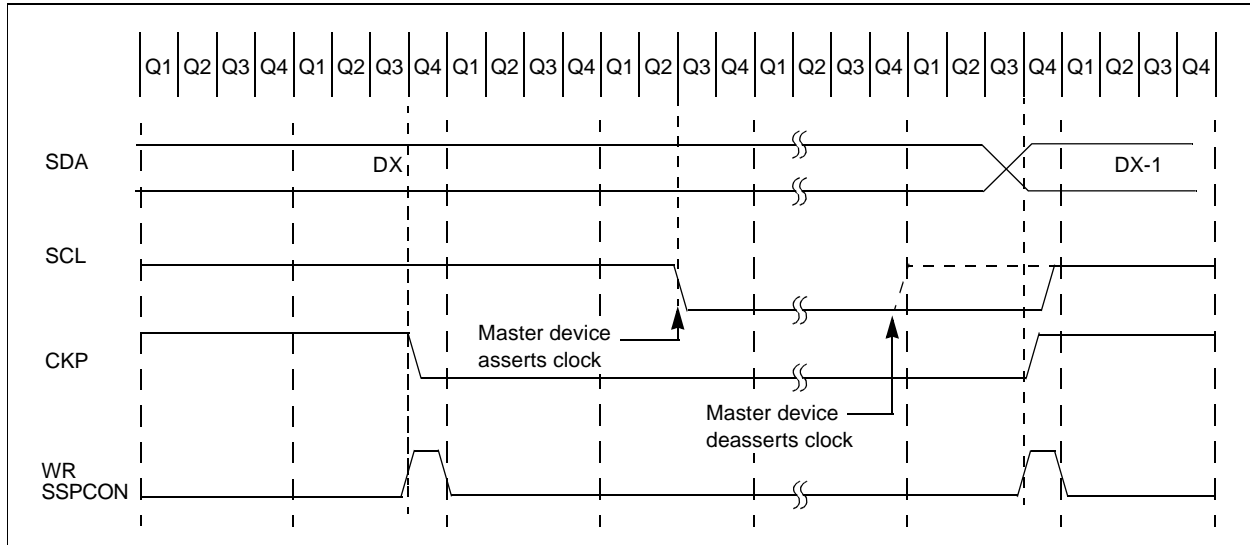 Q1 Q2 Q3 Q4 Q1 Q2 Q3 Q4 Q1 Q2 Q3 Q4 Q1 Q2 Q3 Q4 Q1 Q2 Q3 Q4 Q1 Q2 Q3 Q4 Q1 Q2 Q3 Q4
SDA
DX
DX-1
SCL
Master device
asserts clock
CKP
Master device
deasserts clock
WR
SSPCON